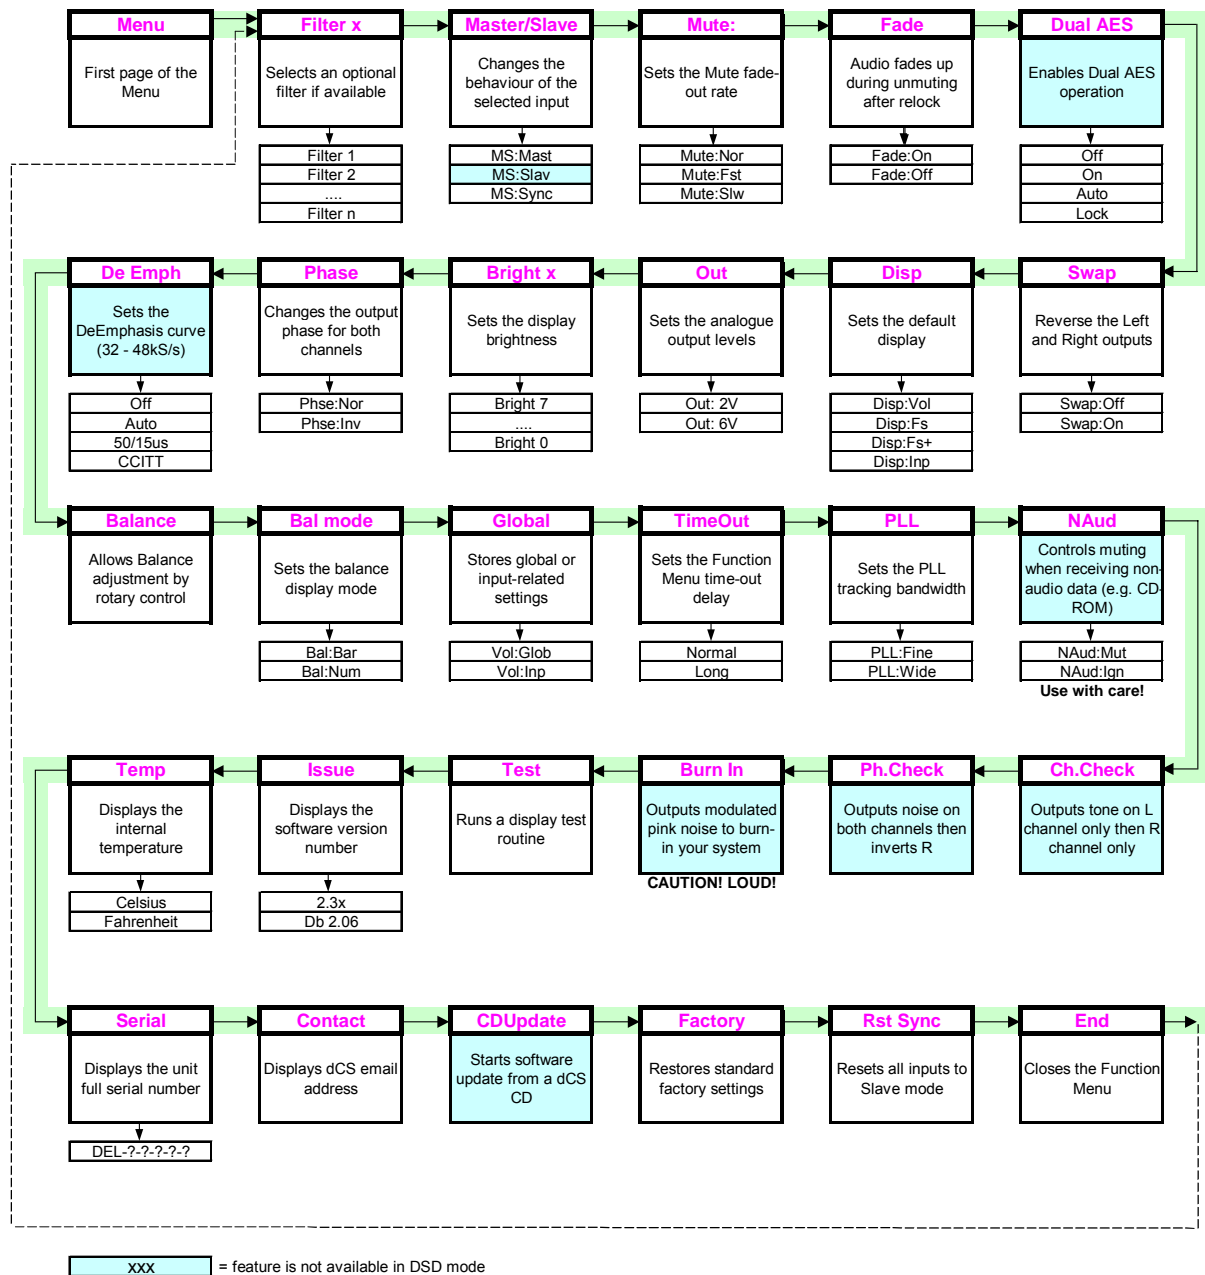 Menu
First page of the
Menu
Filter x
Selects an optional
filter if available
Filter 1
Filter 2
....
Filter n
Master/Slave
Changes the
behaviour of the
selected input
MS:Mast
MS:Slav
MS:Sync
Mute:
Sets the Mute fade-
out rate
Mute:Nor
Mute:Fst
Mute:Slw
Fade
Audio fades up
during unmuting
after relock
Fade:On
Fade:Off
Dual AES
Enables Dual AES
operation
Off
On
Auto
Lock
De Emph
Sets the
DeEmphasis curve
(32 - 48kS/s)
Off
Auto
50/15us
CCITT
Phase
Changes the output
phase for both
channels
Phse:Nor
Phse:Inv
Bright x
Sets the display
brightness
Bright 7
....
Bright 0
Out
Sets the analogue
output levels
Out: 2V
Out: 6V
Disp
Sets the default
display
Disp:Vol
Disp:Fs
Disp:Fs+
Disp:Inp
Swap
Reverse the Left
and Right outputs
Swap:Off
Swap:On
Balance
Allows Balance
adjustment by
rotary control
Bal mode
Sets the balance
display mode
Bal:Bar
Bal:Num
Global
Stores global or
input-related
settings
Vol:Glob
Vol:Inp
TimeOut
Sets the Function
Menu time-out
delay
Normal
Long
PLL
Sets the PLL
tracking bandwidth
PLL:Fine
PLL:Wide
NAud
Controls muting
when receiving non-
audio data (e.g. CD-
ROM)
NAud:Mut
NAud:Ign
Use with care!
Temp
Displays the
internal
temperature
Celsius
Fahrenheit
Issue
Displays the
software version
number
2.3x
Db 2.06
Test
Runs a display test
routine
Burn In
Outputs modulated
pink noise to burn-
in your system
CAUTION! LOUD!
Ph.Check
Outputs noise on
both channels then
inverts R
Ch.Check
Outputs tone on L
channel only then R
channel only
Serial
Displays the unit
full serial number
DEL-?-?-?-?-?
Contact
Displays dCS email
address
CDUpdate
Starts software
update from a dCS
CD
Factory
Restores standard
factory settings
Rst Sync
Resets all inputs to
Slave mode
End
Closes the Function
Menu
XXX = feature is not available in DSD mode